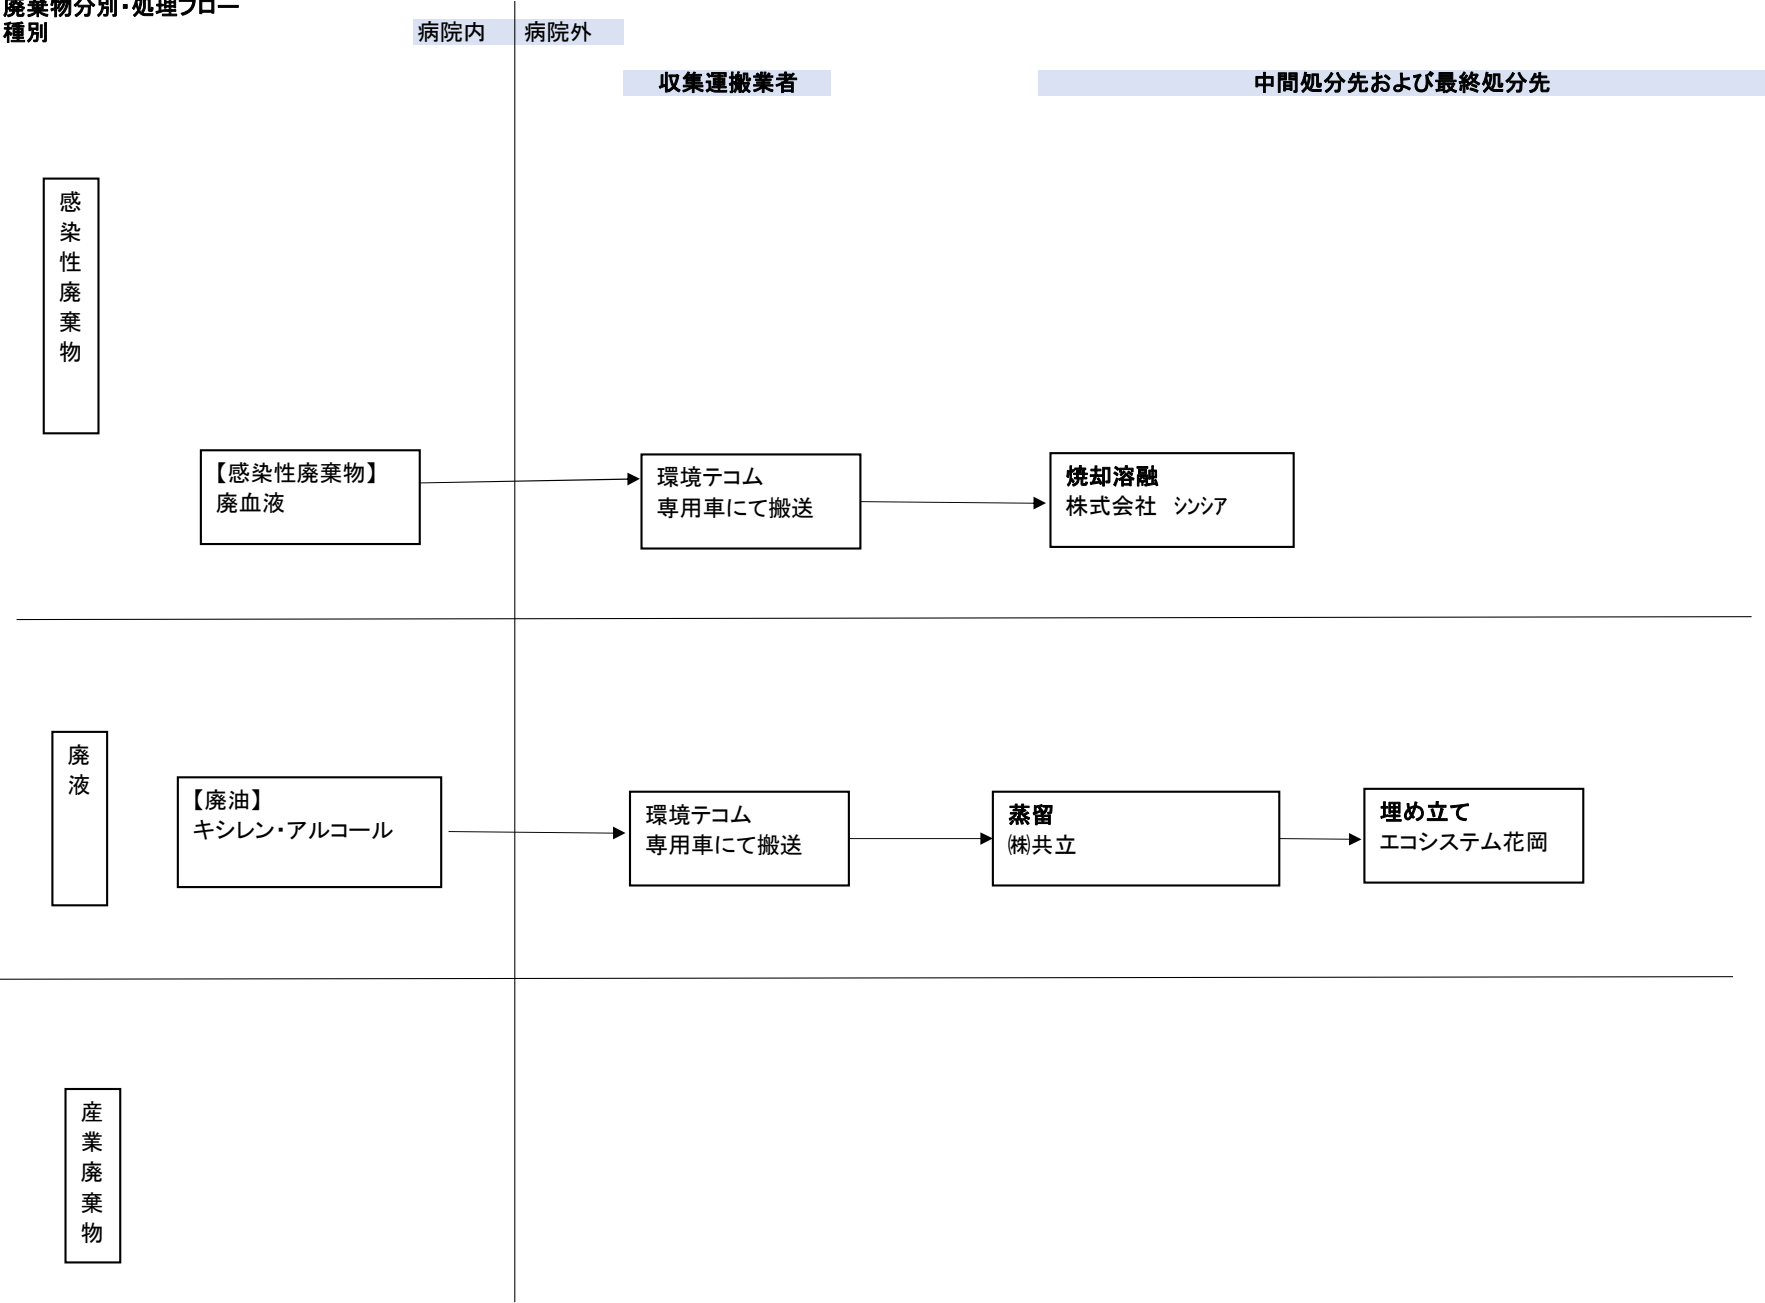 廃棄物分別・処理フロー
種別
病院内
病院外
収集運搬業者
中間処分先および最終処分先
感
染
性
廃
棄
物
【感染性廃棄物】
廃血液
環境テコム
専用車にて搬送
焼却溶融
株式会社　ｼﾝｼｱ
廃
液
【廃油】
キシレン・アルコール
環境テコム
専用車にて搬送
蒸留
㈱共立
埋め立て
エコシステム花岡
産
業
廃
棄
物